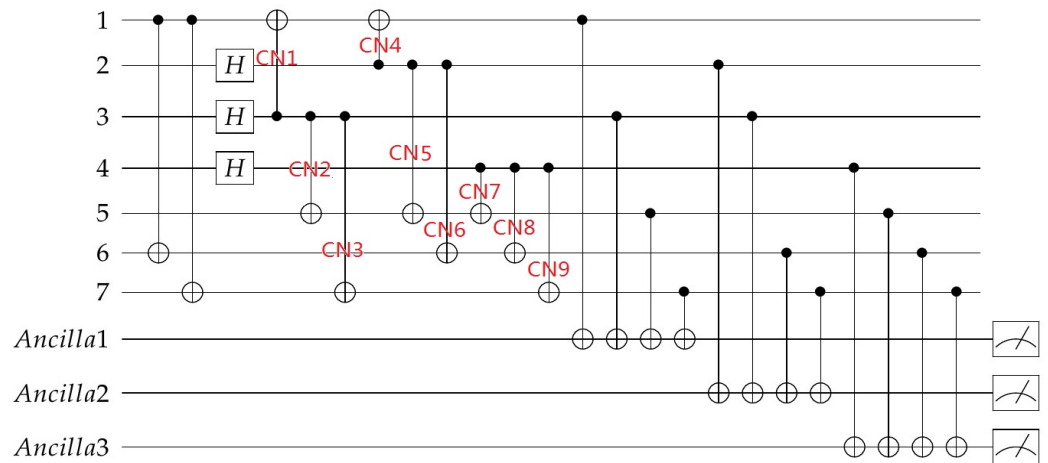 1
CN4
2
H
CN1
3
H
CN5
4
H
CN2
CN7
5
CN6
CN8
6
CN3
CN9
7
Ancilla1
Ancilla2
Ancilla3